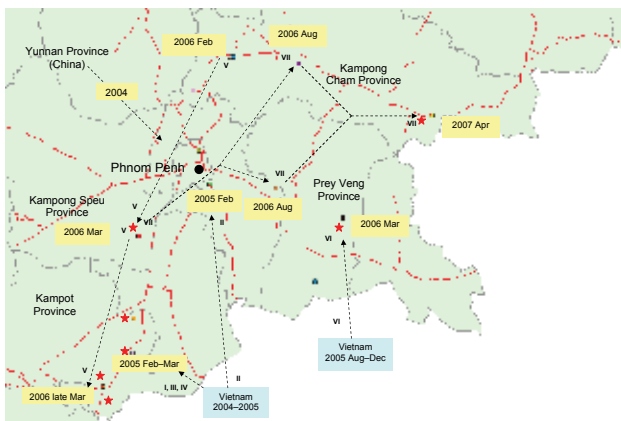 2006 Feb
2006 Aug
Yunnan Province
(China)
V
VII
Kampong
Cham Province
2004
VII
2007 Apr
Phnom Penh
VII
Prey Veng
Province
Kampong Speu
Province
V
2005 Feb
2006 Aug
VII
II
2006 Mar
V
2006 Mar
VI
Kampot
Province
VI
Vietnam
2005 Aug–Dec
V
2005 Feb–Mar
II
I, III, IV
2006 late Mar
Vietnam
2004–2005